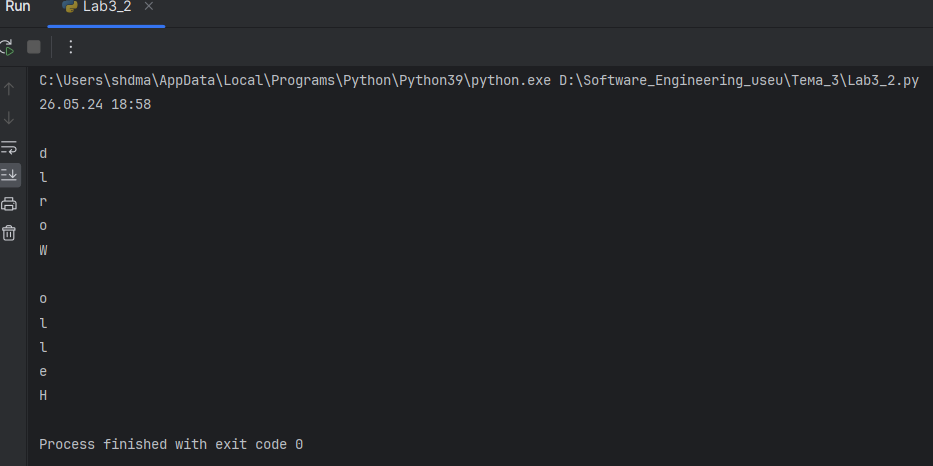 Run Lab3_2
C:\Users\shdma\AppData\Local\Programs\Python\Python39\python.exe D:\Software_Engineering_useu\Тема_3\Lab3_2.py
26.05.24 18:58
d
l
r
o
W
o
l
l
e
H
Process finished with exit code 0